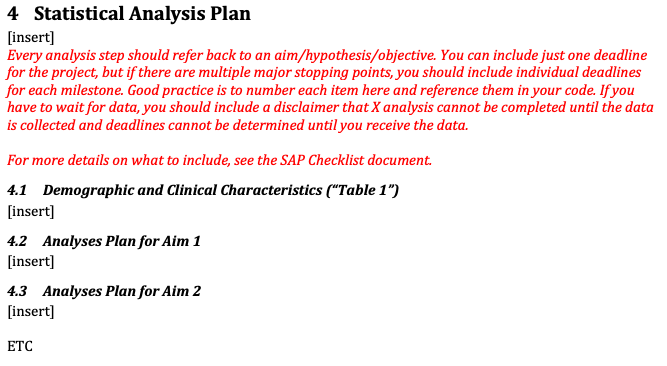 4 Statistical Analysis Plan
[insert]
Every analysis step should refer back to an aim/hypothesis/objective. You can include just one deadline
for the project, but if there are multiple major stopping points, you should include individual deadlines
for each milestone. Good practice is to number each item here and reference them in your code. If you
have to wait for data, you should include a disclaimer that X analysis cannot be completed until the data
is collected and deadlines cannot be determined until you receive the data.
For more details on what to include, see the SAP Checklist document.
4.1 Demographic and Clinical Characteristics (“Table 1”)
[insert]
4.2 Analyses Plan for Aim 1
[insert]
4.3 Analyses Plan for Aim 2
[insert]
ETC